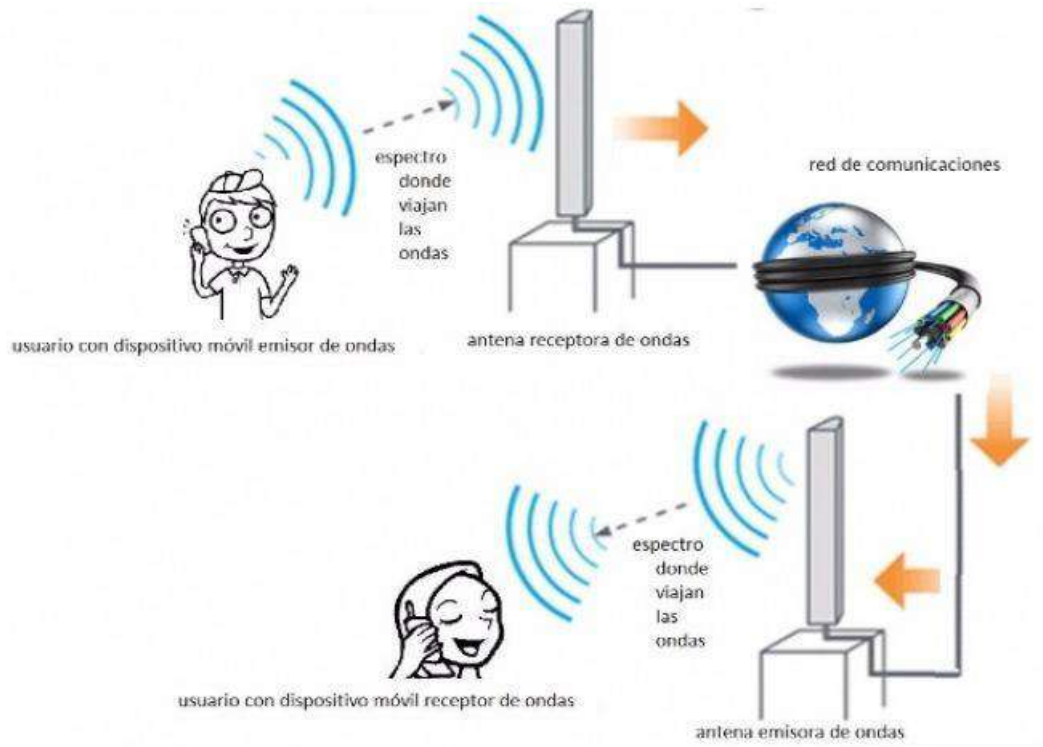 espectro
donde
viajan
las
ondas
red de comunicaciones
usuario con dispositivo móvil emisor de ondas
antena receptora de ondas
espectro
donde
viajan
las
ondas
usuario con dispositivo móvil receptor de ondas
antena emisora de ondas